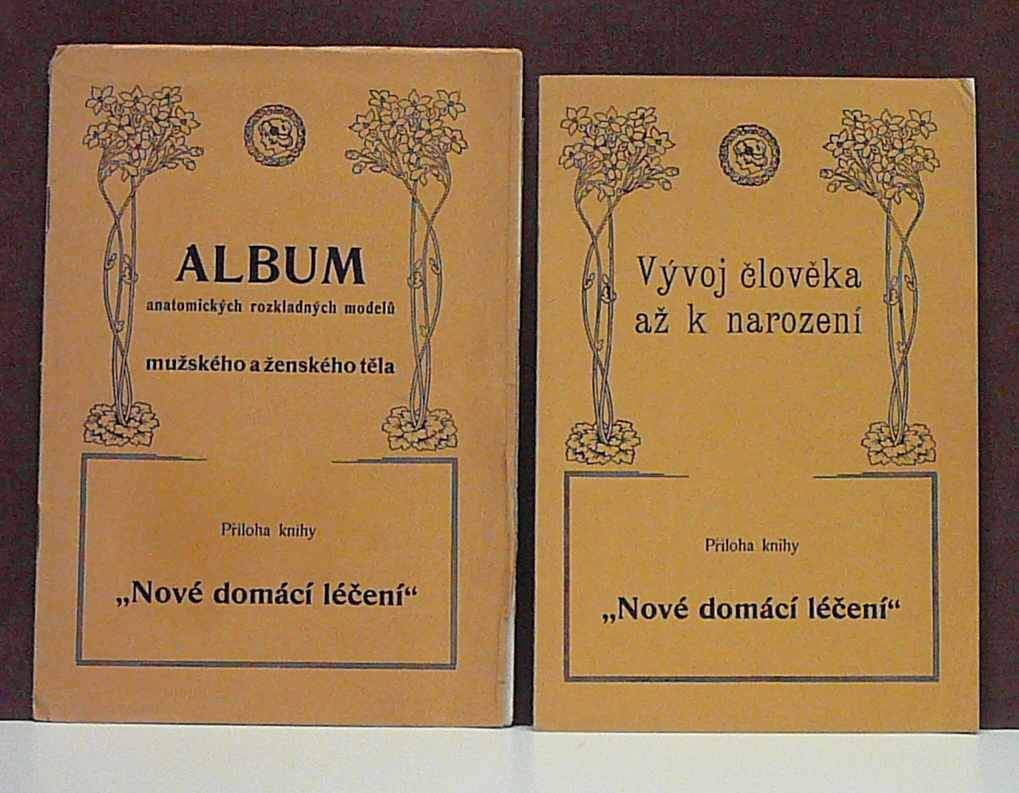 ALBUM
anatomických rozkladných modelů
mužského a ženského těla
Příloha knihy
„Nové domácí léčení“
Vývoj člověka
až k narození
Příloha knihy
„Nové domácí léčení“